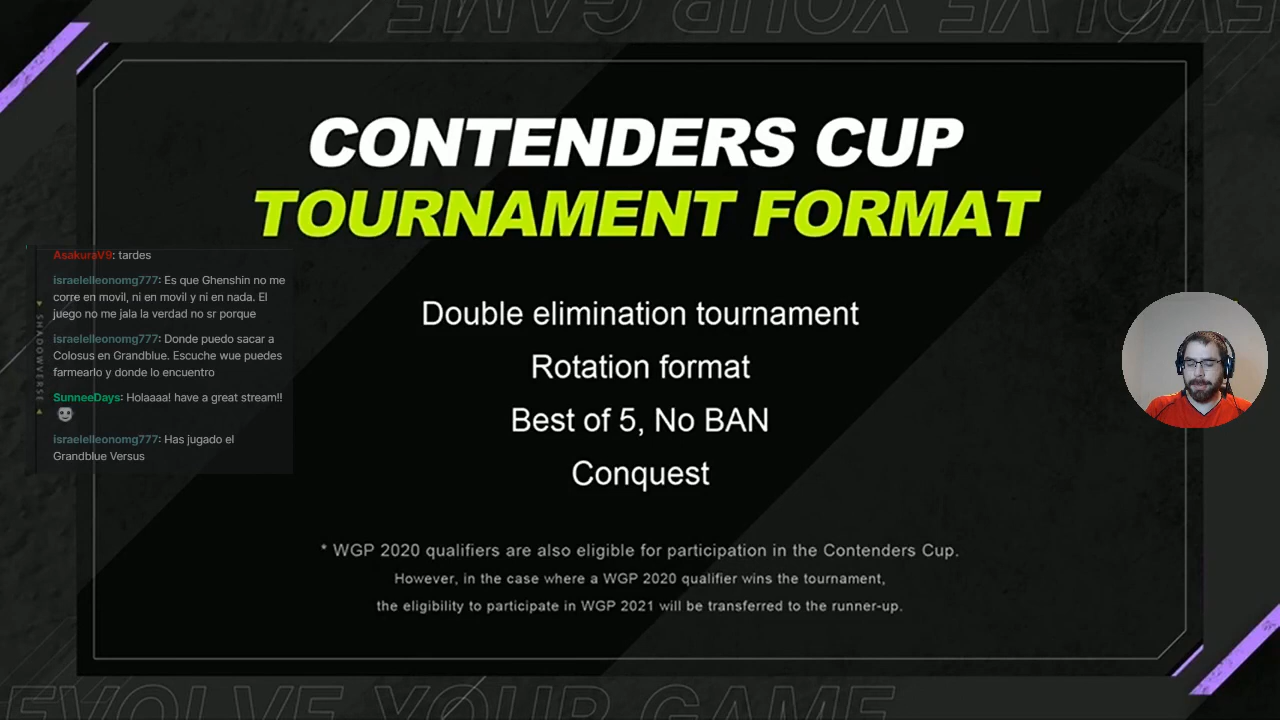 EVOLVE YOUR GAME
CONTENDERS CUP
TOURNAMENT FORMAT
AsakuraV9: tardes
israelelleonomg777: Es que Ghenshin no me
corre en movil, ni en movil y ni en nada. El
juego no me jala la verdad no sr porque
israelelleonomg777: Donde puedo sacar a
Colosus en Grandblue. Escuche wue puedes
farmearlo y donde lo encuentro
SunneeDays: Holaaaa! have a great stream!!
israelelleonomg777: Has jugado el
Grandblue Versus
SHADOWVERSE
Double elimination tournament
Rotation format
Best of 5, No BAN
Conquest
* WGP 2020 qualifiers are also eligible for participation in the Contenders Cup.
However, in the case where a WGP 2020 qualifier wins the tournament,
the eligibility to participate in WGP 2021 will be transferred to the runner-up.
EVOLVE YOUR GAME